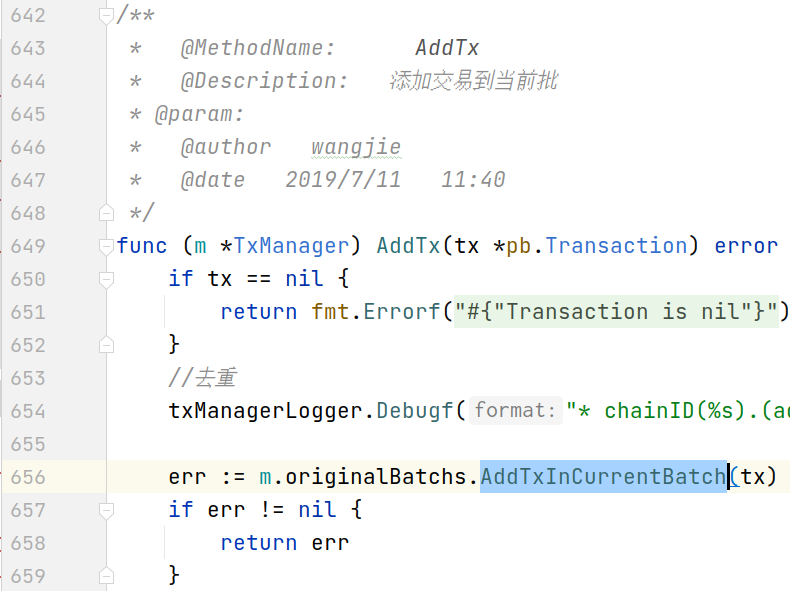 642 /**
643 * @MethodName: AddTx
644 * @Description: 添加交易到当前批
645 * @param:
646 * @author wangjie
647 * @date 2019/7/11 11:40
648 */
649 func (m *TxManager) AddTx(tx *pb.Transaction) error
650 if tx == nil {
651 return fmt.Errorf("#{"Transaction is nil"}")
652 }
653 //去重
654 txManagerLogger.Debugf( format: "* chainID(%s).(ad
655
656 err := m.originalBatchs.AddTxInCurrentBatch(tx)
657 if err != nil {
658 return err
659 }